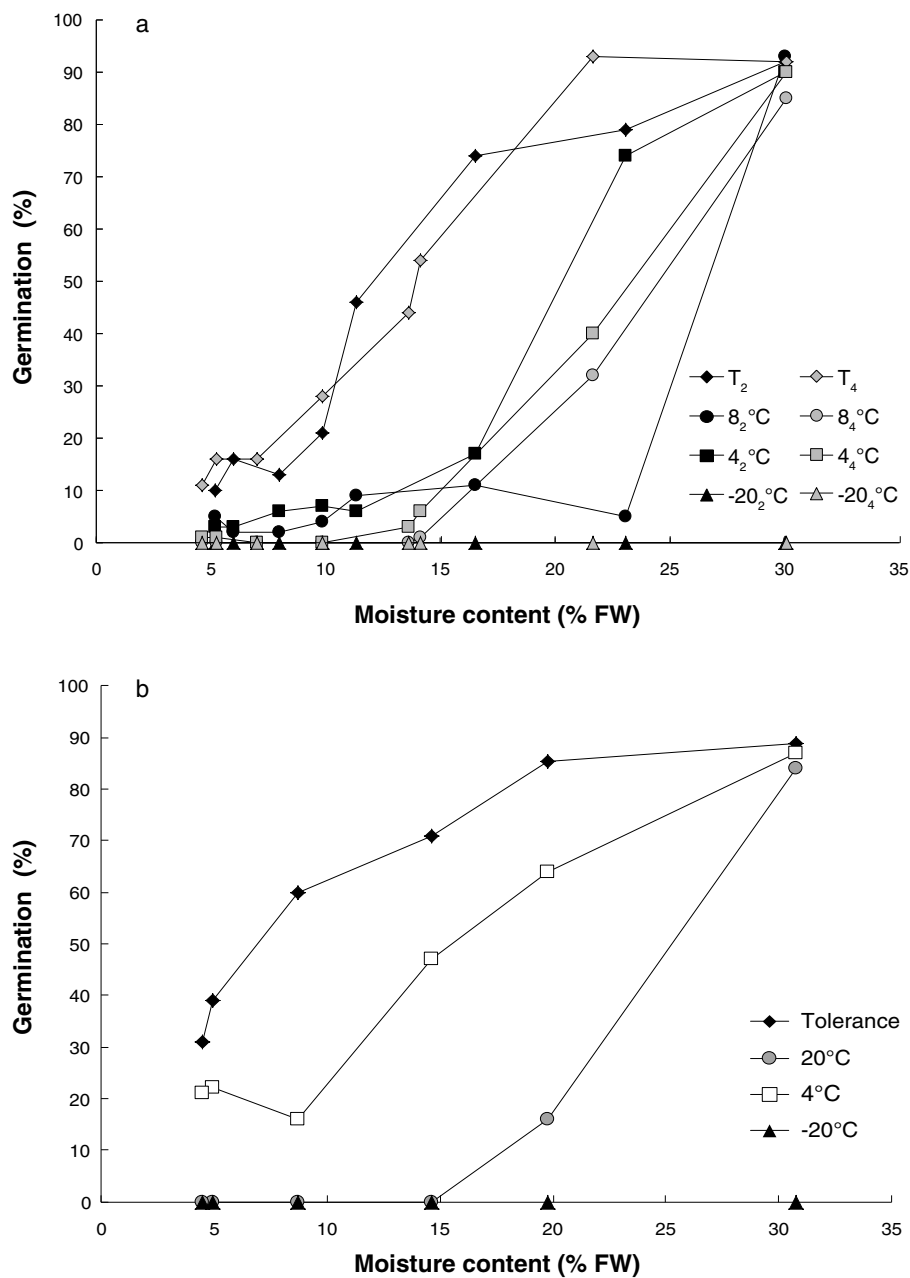 a
100
90
80
70
60
50
40
30
20
10
0
Germination (%)
0 5 10 15 20 25 30 35
Moisture content (% FW)
T₂ T₄
8₂°C 8₄°C
4₂°C 4₄°C
-20₂°C -20₄°C
b
100
90
80
70
60
50
40
30
20
10
0
Germination (%)
0 5 10 15 20 25 30 35
Moisture content (% FW)
Tolerance
20°C
4°C
-20°C